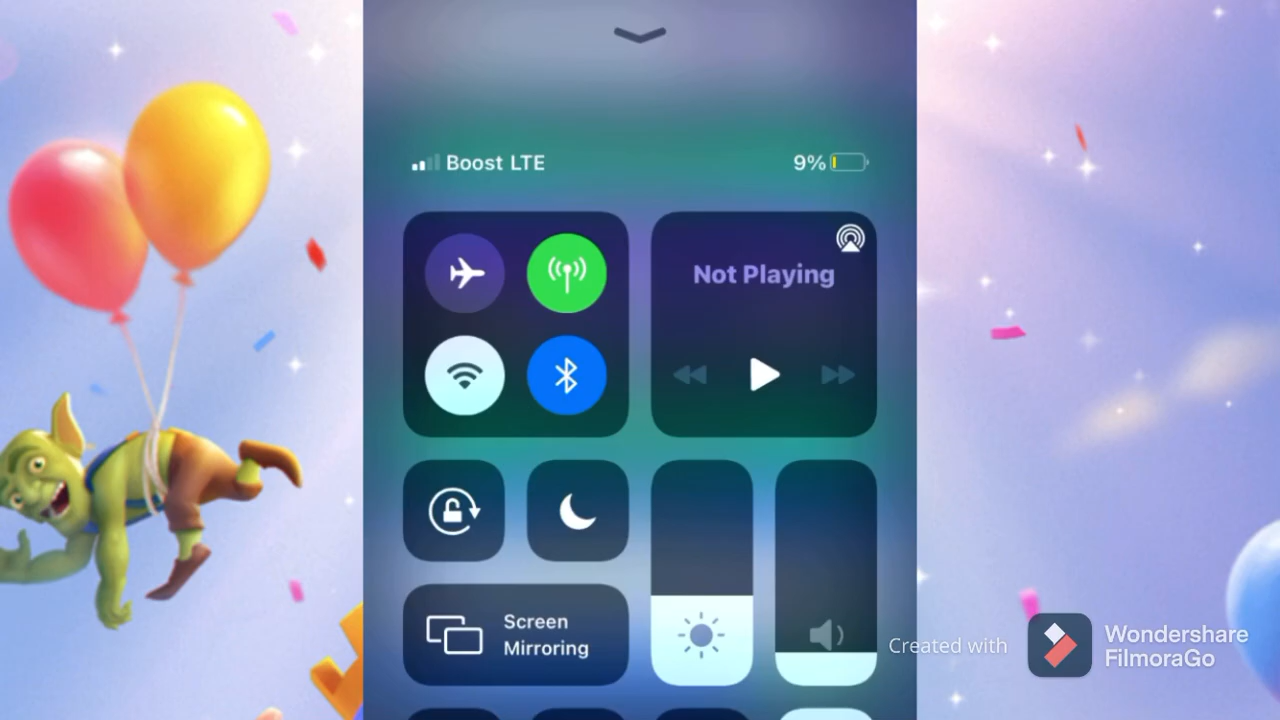 Boost LTE
9%
Not Playing
Screen
Mirroring
Created with
Wondershare
FilmoraGo